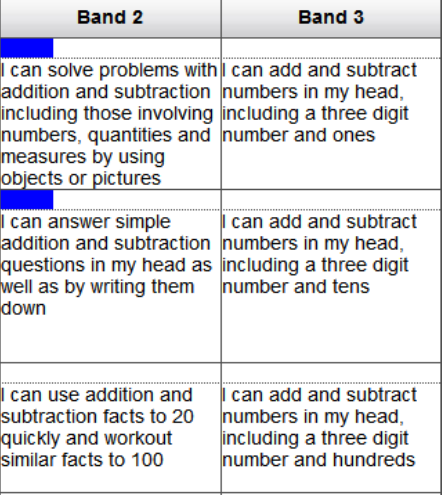 Band 2
Band 3
I can solve problems with
addition and subtraction
including those involving
numbers, quantities and
measures by using
objects or pictures
I can add and subtract
numbers in my head,
including a three digit
number and ones
I can answer simple
addition and subtraction
questions in my head as
well as by writing them
down
I can add and subtract
numbers in my head,
including a three digit
number and tens
I can use addition and
subtraction facts to 20
quickly and workout
similar facts to 100
I can add and subtract
numbers in my head,
including a three digit
number and hundreds